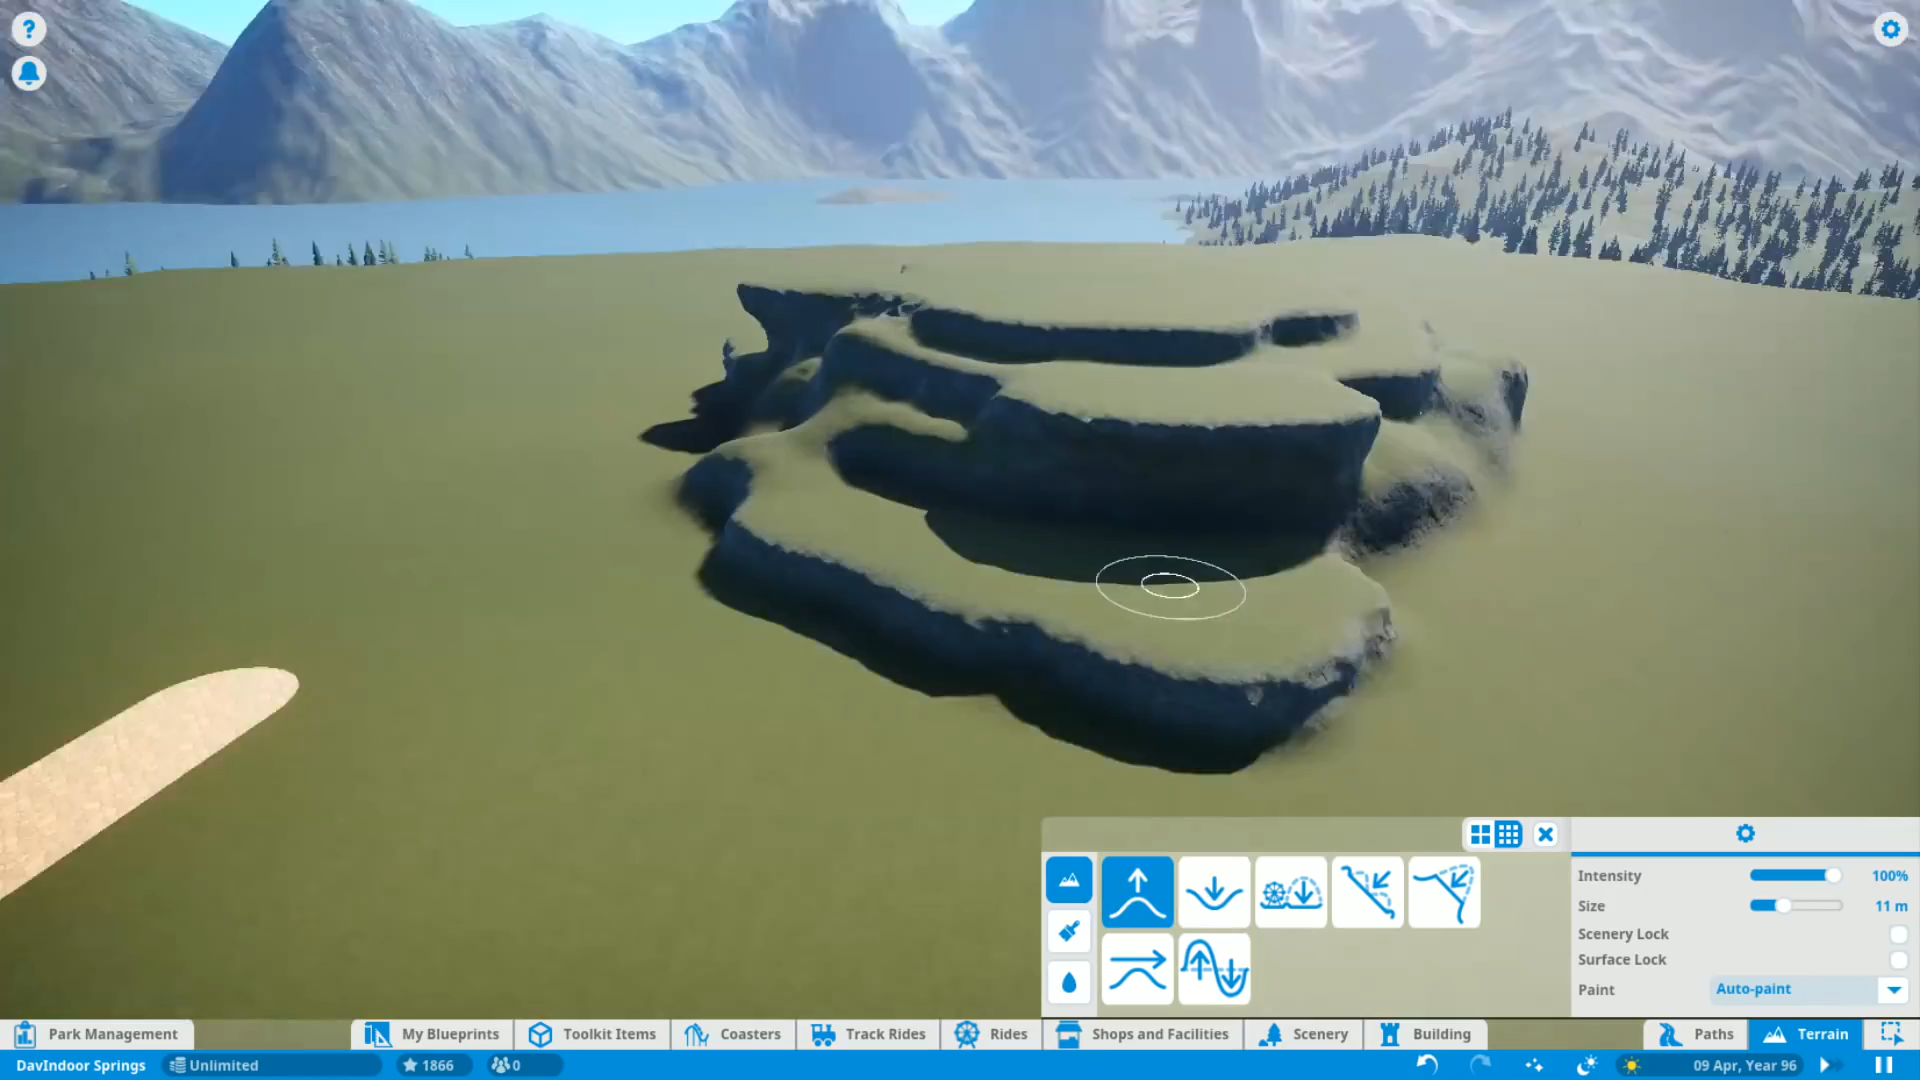 ?
Intensity 100%
Size 11 m
Scenery Lock
Surface Lock
Paint Auto-paint
Park Management My Blueprints Toolkit Items Coasters Track Rides Rides Shops and Facilities Scenery Building Paths Terrain
DavIndoor Springs Unlimited 1866 0 09 Apr, Year 96